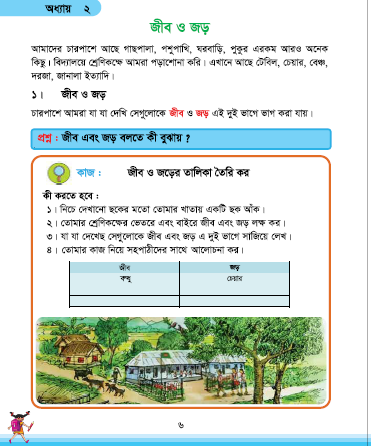 অধ্যায় ২
জীব ও জড়
আমাদের চারপাশে আছে গাছপালা, পশুপাখি, ঘরবাড়ি, পুকুর এরকম আরও অনেক
কিছু। বিদ্যালয়ে শ্রেণিকক্ষে আমরা পড়াশোনা করি। এখানে আছে টেবিল, চেয়ার, বেঞ্চ,
দরজা, জানালা ইত্যাদি।
১। জীব ও জড়
চারপাশে আমরা যা যা দেখি সেগুলোকে জীব ও জড় এই দুই ভাগে ভাগ করা যায়।
প্রশ্ন : জীব এবং জড় বলতে কী বুঝায় ?
কাজ : জীব ও জড়ের তালিকা তৈরি কর
কী করতে হবে :
১। নিচে দেখানো ছকের মতো তোমার খাতায় একটি ছক আঁক।
২। তোমার শ্রেণিকক্ষের ভেতরে এবং বাইরে জীব এবং জড় লক্ষ কর।
৩। যা যা দেখেছ সেগুলোকে জীব এবং জড় এ দুই ভাগে সাজিয়ে লেখ।
৪। তোমার কাজ নিয়ে সহপাঠীদের সাথে আলোচনা কর।
জীব জড়
বন্ধু চেয়ার
৬